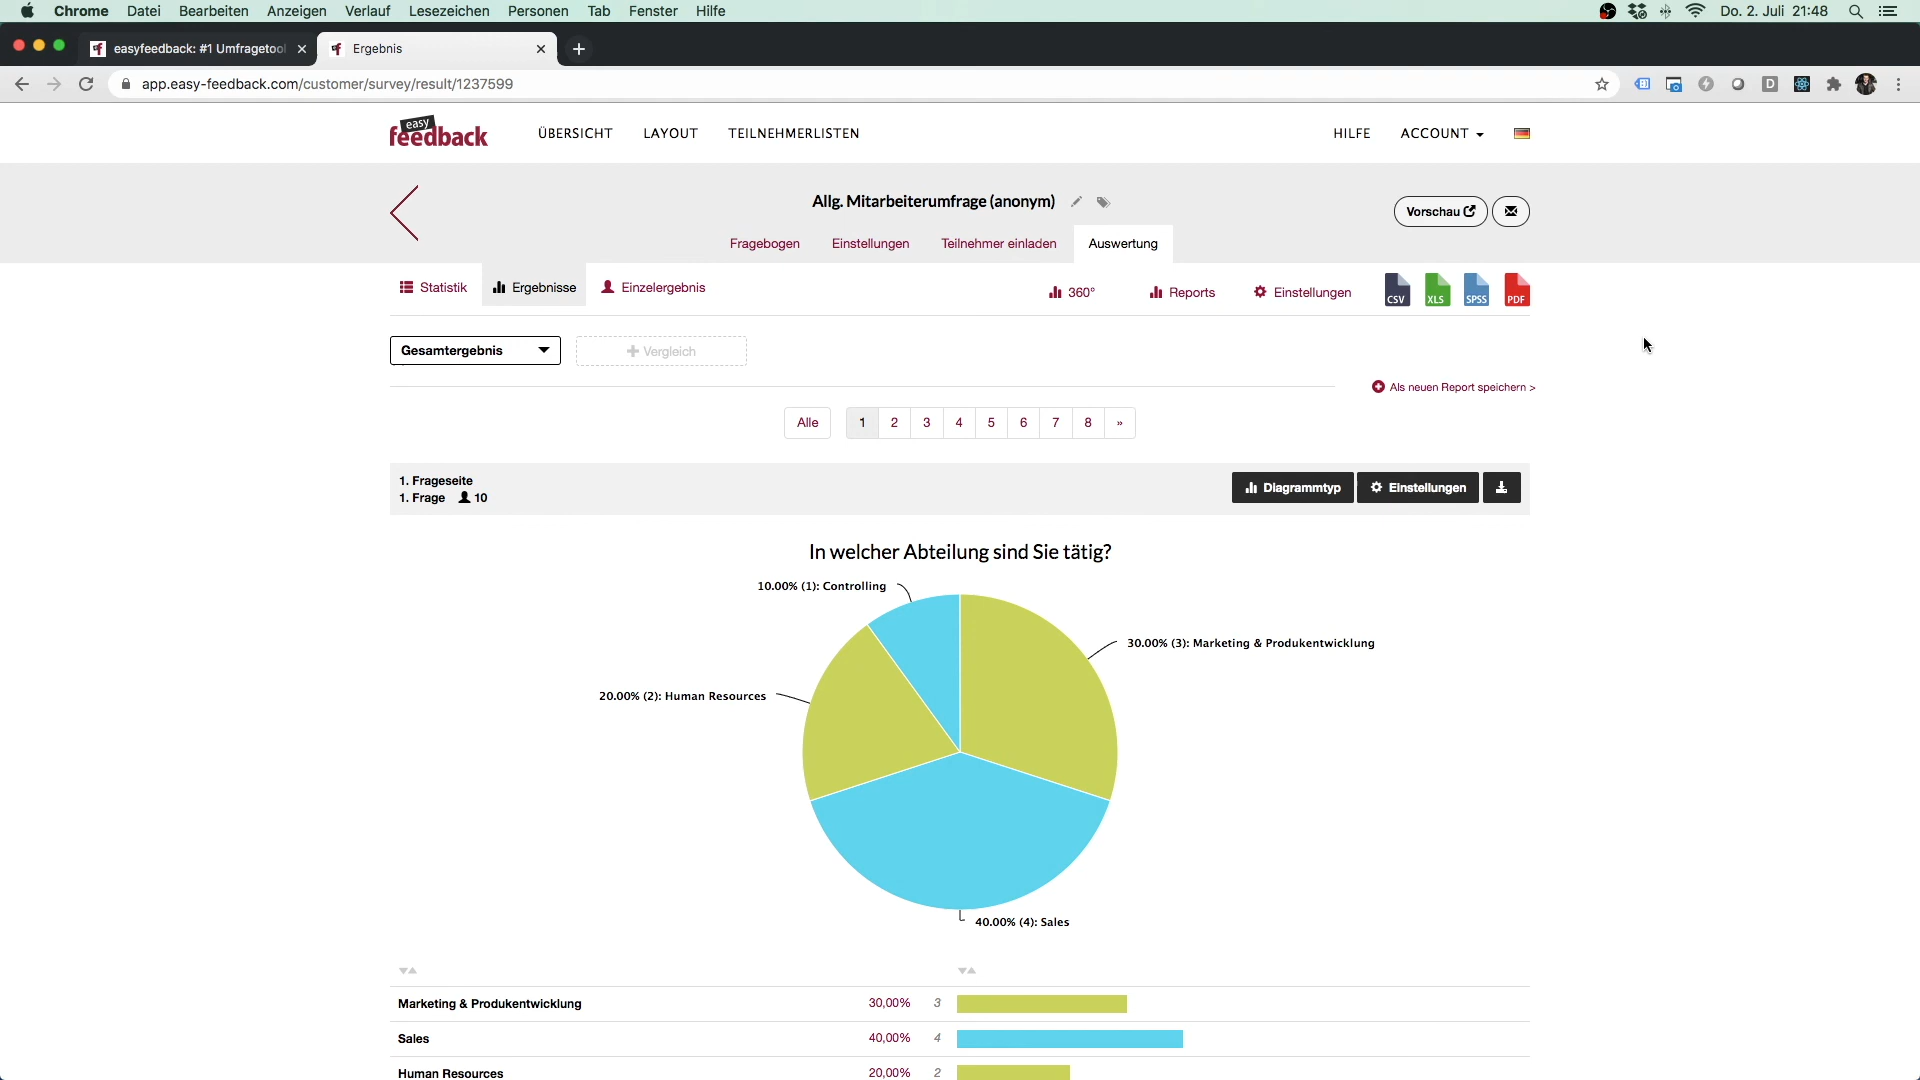 Chrome Datei Bearbeiten Anzeigen Verlauf Lesezeichen Personen Tab Fenster Hilfe Do. 2. Juli 21:48
easyfeedback: #1 Umfragetool Ergebnis
app.easy-feedback.com/customer/survey/result/1237599
easy feedback ÜBERSICHT LAYOUT TEILNEHMERLISTEN HILFE ACCOUNT
Allg. Mitarbeiterumfrage (anonym)
Vorschau
Fragebogen Einstellungen Teilnehmer einladen Auswertung
Statistik Ergebnisse Einzelergebnis 360° Reports Einstellungen CSV XLS SPSS PDF
Gesamtergebnis + Vergleich
Als neuen Report speichern >
Alle 1 2 3 4 5 6 7 8 »
1. Frageseite
1. Frage 10
Diagrammtyp Einstellungen
In welcher Abteilung sind Sie tätig?
10.00% (1): Controlling
30.00% (3): Marketing & Produkentwicklung
20.00% (2): Human Resources
40.00% (4): Sales
Marketing & Produkentwicklung 30,00% 3
Sales 40,00% 4
Human Resources 20,00% 2